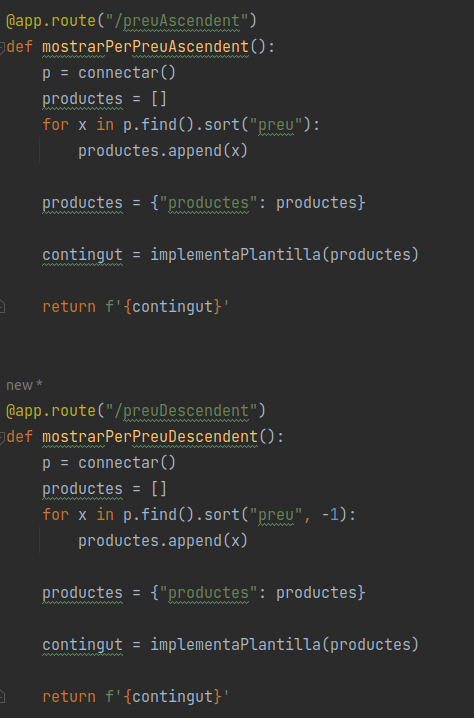 @app.route("/preuAscendent")
def mostrarPerPreuAscendent():
    p = connectar()
    productes = []
    for x in p.find().sort("preu"):
        productes.append(x)
    productes = {"productes": productes}
    contingut = implementaPlantilla(productes)
    return f'{contingut}'
new *
@app.route("/preuDescendent")
def mostrarPerPreuDescendent():
    p = connectar()
    productes = []
    for x in p.find().sort("preu", -1):
        productes.append(x)
    productes = {"productes": productes}
    contingut = implementaPlantilla(productes)
    return f'{contingut}'